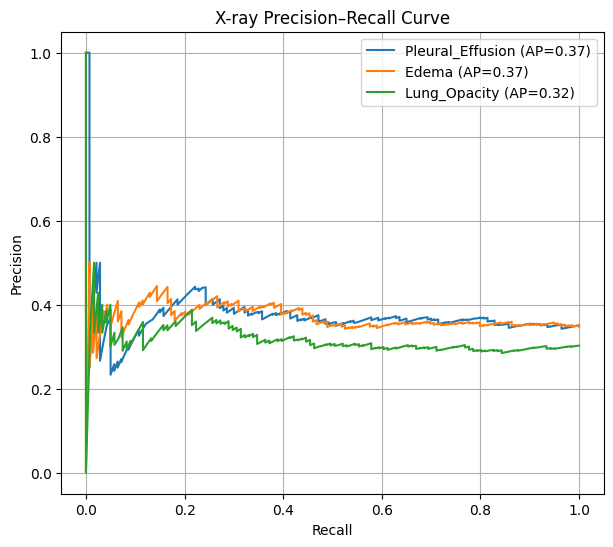 X-ray Precision–Recall Curve
Pleural_Effusion (AP=0.37)
Edema (AP=0.37)
Lung_Opacity (AP=0.32)
1.0
0.8
0.6
0.4
0.2
0.0
Precision
0.0 0.2 0.4 0.6 0.8 1.0
Recall